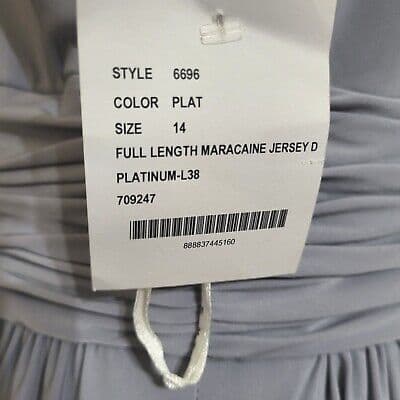 STYLE 6696
COLOR PLAT
SIZE 14
FULL LENGTH MARACAINE JERSEY D
PLATINUM-L38
709247
888837445160